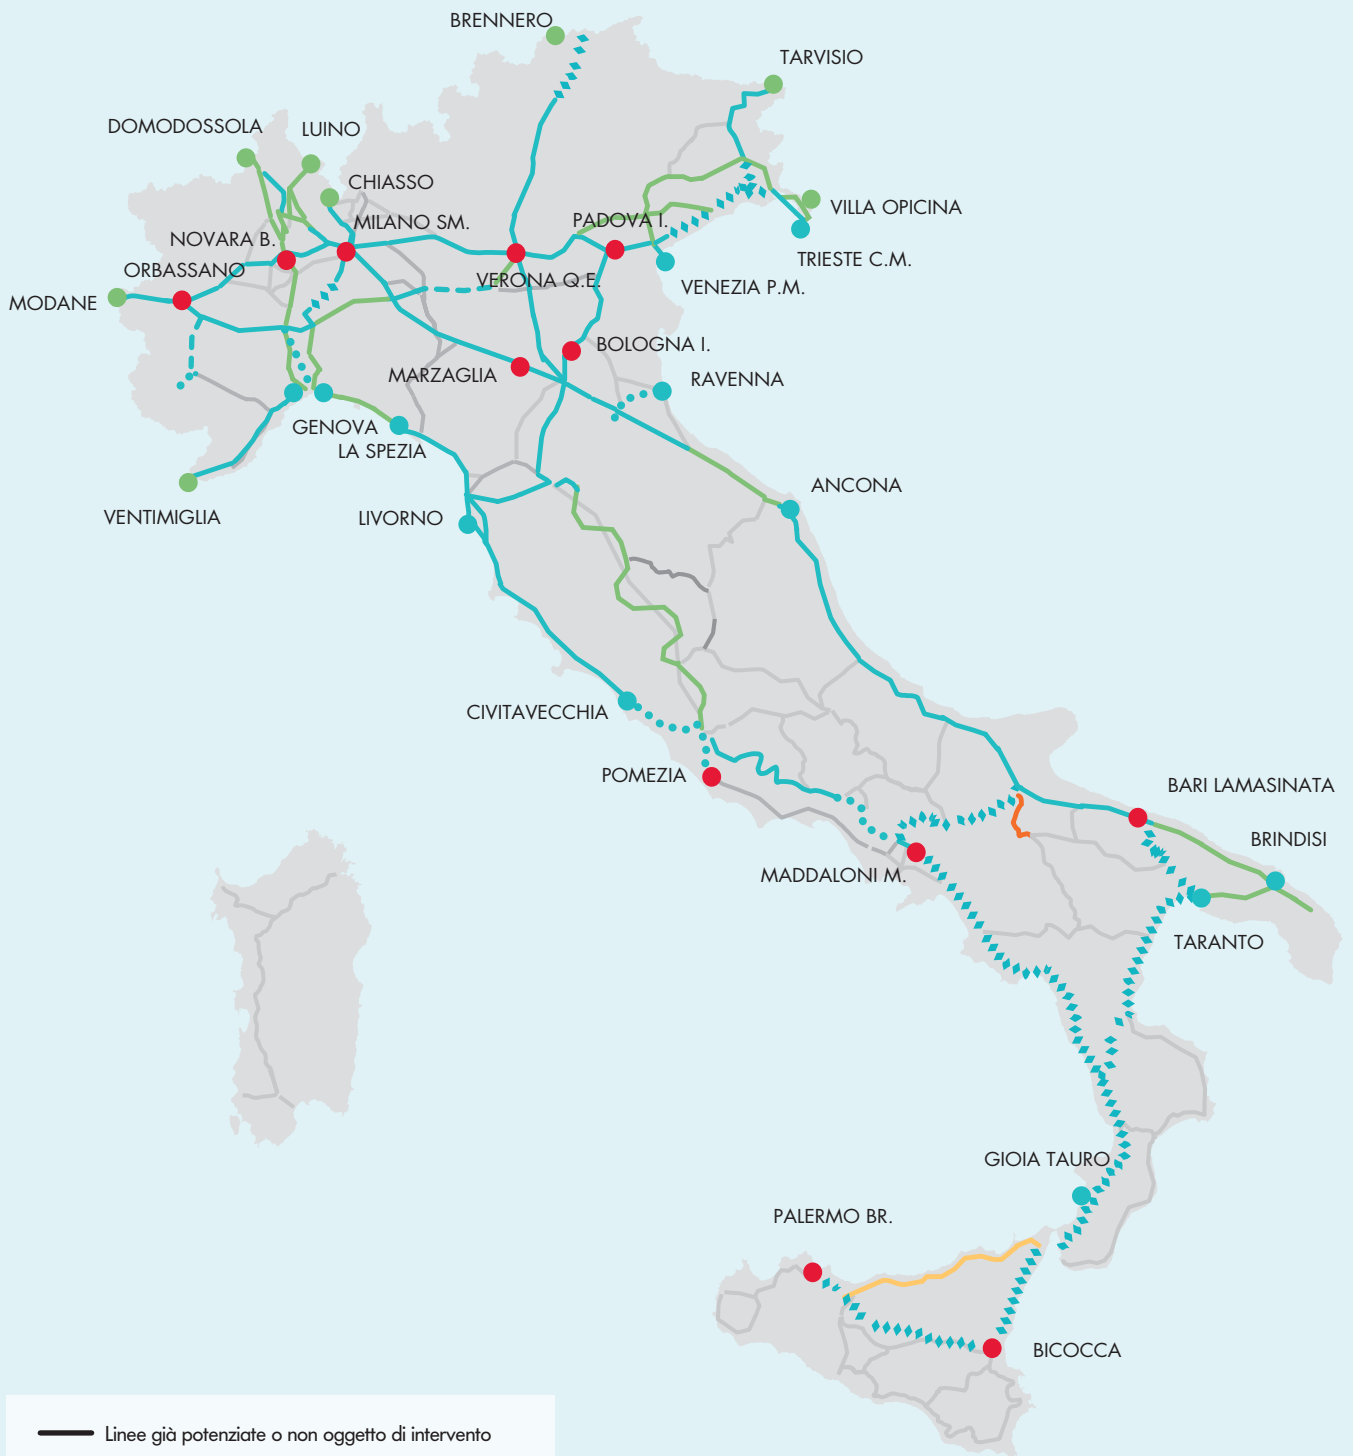 BRENNERO
TARVISIO
DOMODOSSOLA
LUINO
CHIASSO
MILANO SM.
PADOVA I.
VILLA OPICINA
NOVARA B.
TRIESTE C.M.
ORBASSANO
VERONA Q.E.
VENEZIA P.M.
MODANE
BOLOGNA I.
MARZAGLIA
RAVENNA
GENOVA
LA SPEZIA
ANCONA
VENTIMIGLIA
LIVORNO
CIVITAVECCHIA
POMEZIA
BARI LAMASINATA
BRINDISI
MADDALONI M.
TARANTO
GIOIA TAURO
PALERMO BR.
BICOCCA
Linee già potenziate o non oggetto di intervento